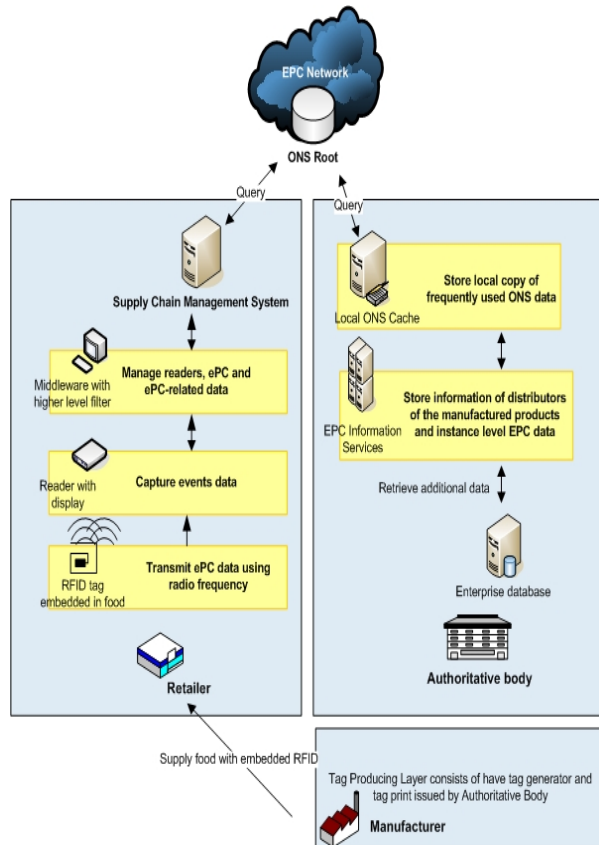 EPC Network
ONS Root
Query
Query
Supply Chain Management System
Middleware with
higher level filter
Manage readers, ePC and
ePC-related data
Reader with
display
Capture events data
RFID tag
embedded in food
Transmit ePC data using
radio frequency
Retailer
Local ONS Cache
Store local copy of
frequently used ONS data
EPC Information
Services
Store information of distributors
of the manufactured products
and instance level EPC data
Retrieve additional data
Enterprise database
Authoritative body
Supply food with embedded RFID
Tag Producing Layer consists of have tag generator and
tag print issued by Authoritative Body
Manufacturer